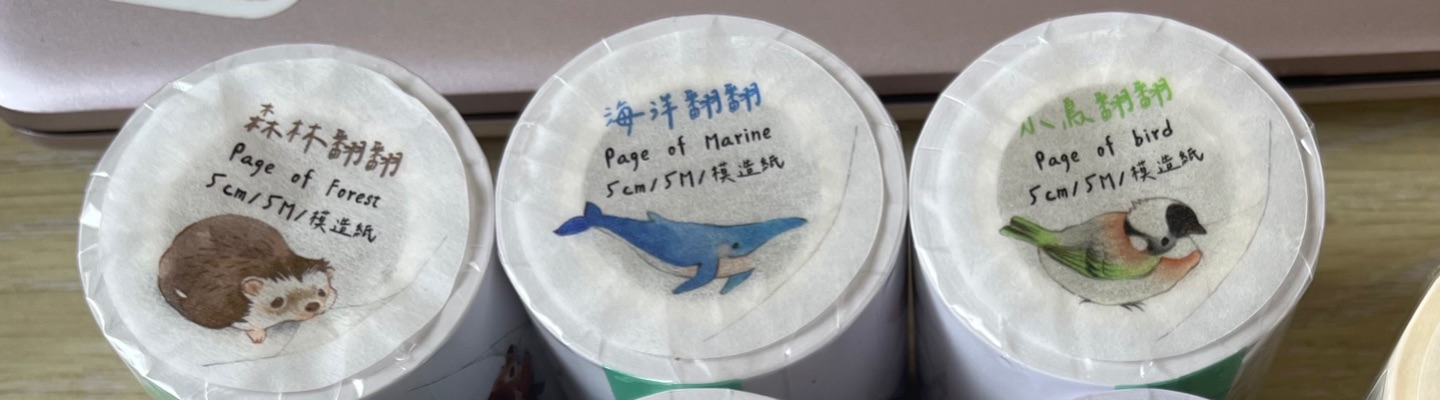 森林翻翻
Page of Forest
5cm/5M/模造紙
海洋翻翻
Page of Marine
5cm/5M/模造紙
小鳥翻翻
Page of bird
5cm/5M/模造紙